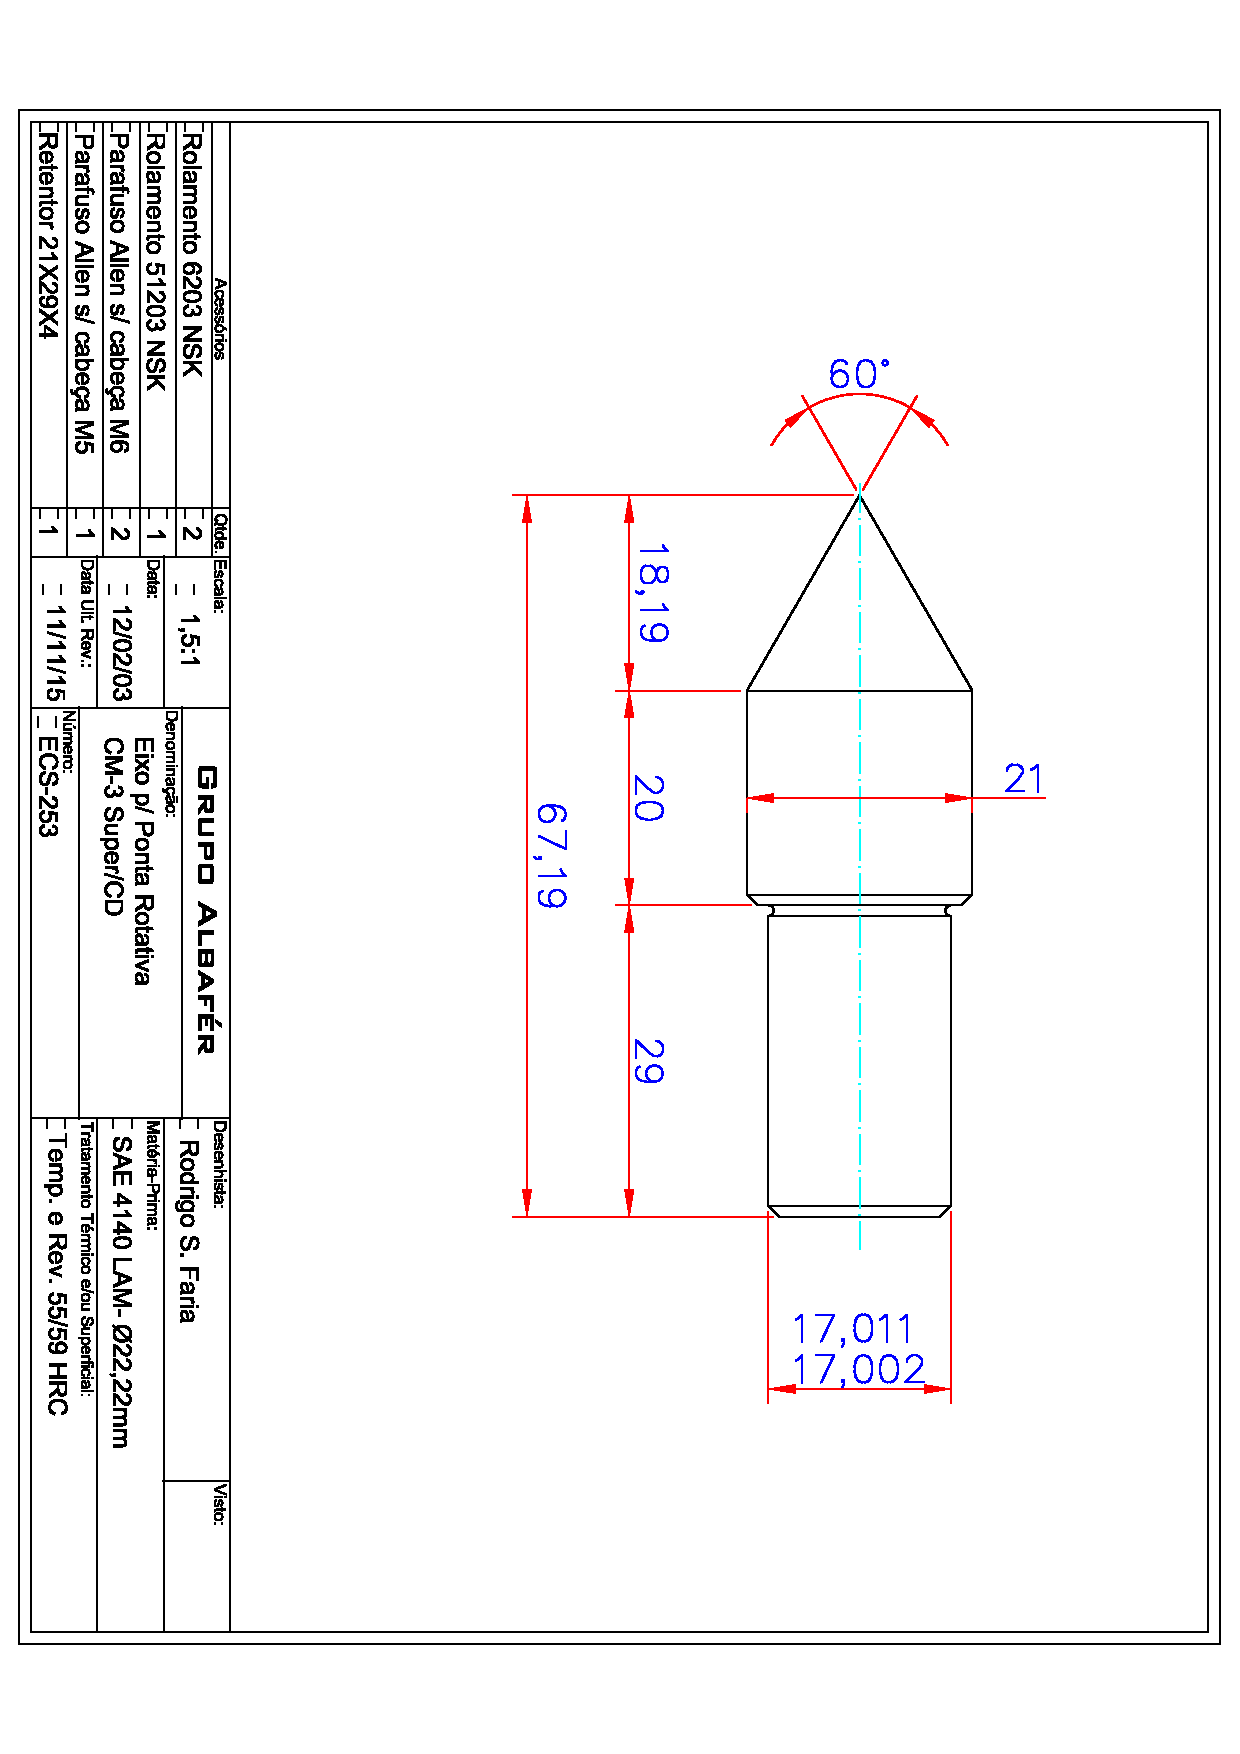 60°
18,19
20
67,19
29
21
17,011
17,002
Acessórios
Qtde.
Rolamento 6203 NSK
2
Rolamento 51203 NSK
1
Parafuso Allen s/ cabeça M6
2
Parafuso Allen s/ cabeça M5
1
Retentor 21X29X4
1
Escala:
1,5:1
Data:
12/02/03
Data Ult. Rev.:
11/11/15
GRUPO ALBAFÉR
Denominação:
Eixo p/ Ponta Rotativa
CM-3 Super/CD
Número:
ECS-253
Desenhista:
Rodrigo S. Faria
Visto:
Matéria-Prima:
SAE 4140 LAM- Ø22,22mm
Tratamento Térmico e/ou Superficial:
Temp. e Rev. 55/59 HRC